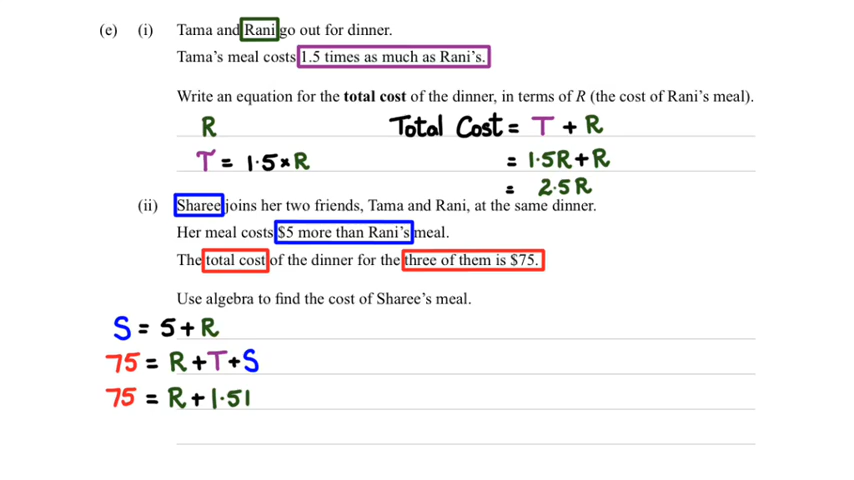 (e) (i) Tama and Rani go out for dinner.
Tama's meal costs 1.5 times as much as Rani's.
Write an equation for the total cost of the dinner, in terms of R (the cost of Rani's meal).
R
T = 1.5×R
Total Cost = T + R
= 1.5R+R
= 2.5R
(ii) Sharee joins her two friends, Tama and Rani, at the same dinner.
Her meal costs $5 more than Rani's meal.
The total cost of the dinner for the three of them is $75.
Use algebra to find the cost of Sharee's meal.
S = 5+R
75 = R+T+S
75 = R+1.51